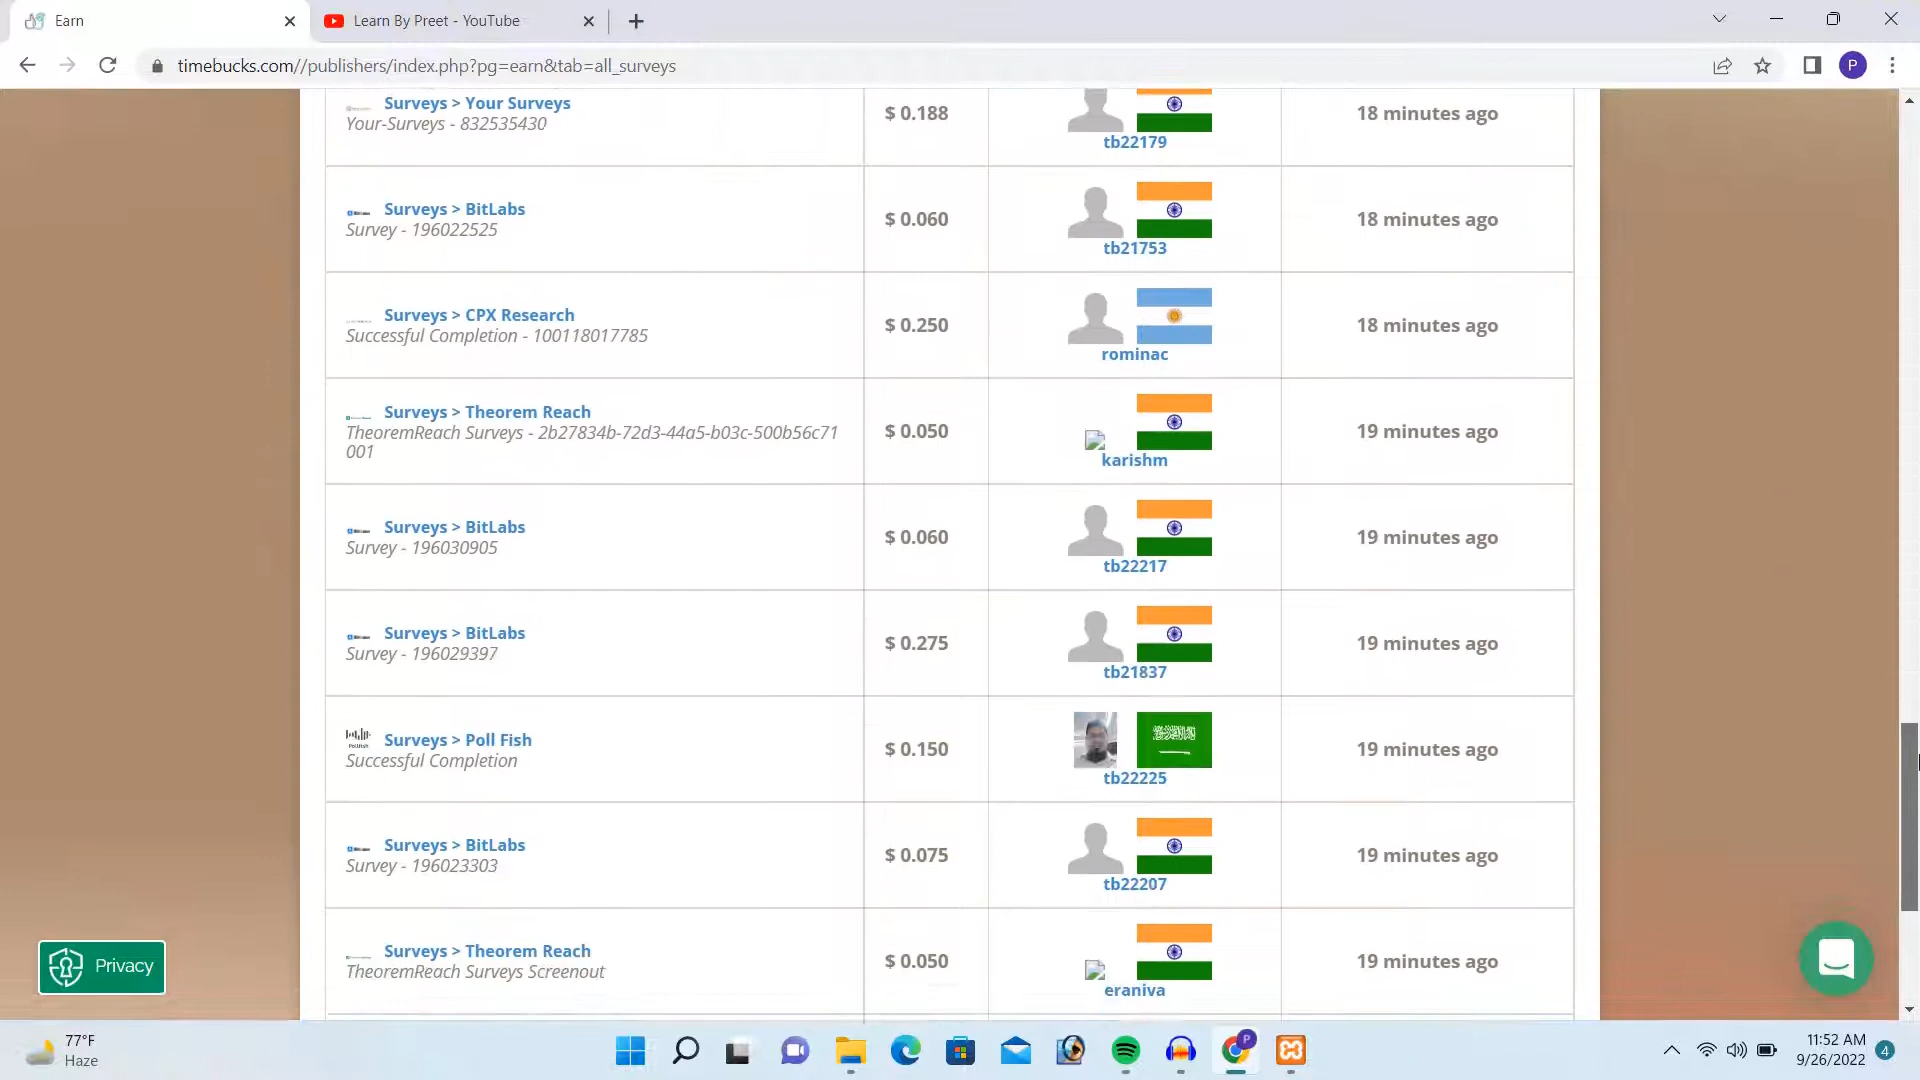 Earn
Learn By Preet - YouTube
timebucks.com//publishers/index.php?pg=earn&tab=all_surveys
P
Surveys > Your Surveys
Your-Surveys - 832535430
$ 0.188
tb22179
18 minutes ago
Surveys > BitLabs
Survey - 196022525
$ 0.060
tb21753
18 minutes ago
Surveys > CPX Research
Successful Completion - 100118017785
$ 0.250
rominac
18 minutes ago
Surveys > Theorem Reach
TheoremReach Surveys - 2b27834b-72d3-44a5-b03c-500b56c71
001
$ 0.050
karishm
19 minutes ago
Surveys > BitLabs
Survey - 196030905
$ 0.060
tb22217
19 minutes ago
Surveys > BitLabs
Survey - 196029397
$ 0.275
tb21837
19 minutes ago
Pollfish
Surveys > Poll Fish
Successful Completion
$ 0.150
tb22225
19 minutes ago
Surveys > BitLabs
Survey - 196023303
$ 0.075
tb22207
19 minutes ago
Surveys > Theorem Reach
TheoremReach Surveys Screenout
$ 0.050
eraniva
19 minutes ago
Privacy
77°F
Haze
P
11:52 AM
9/26/2022
4